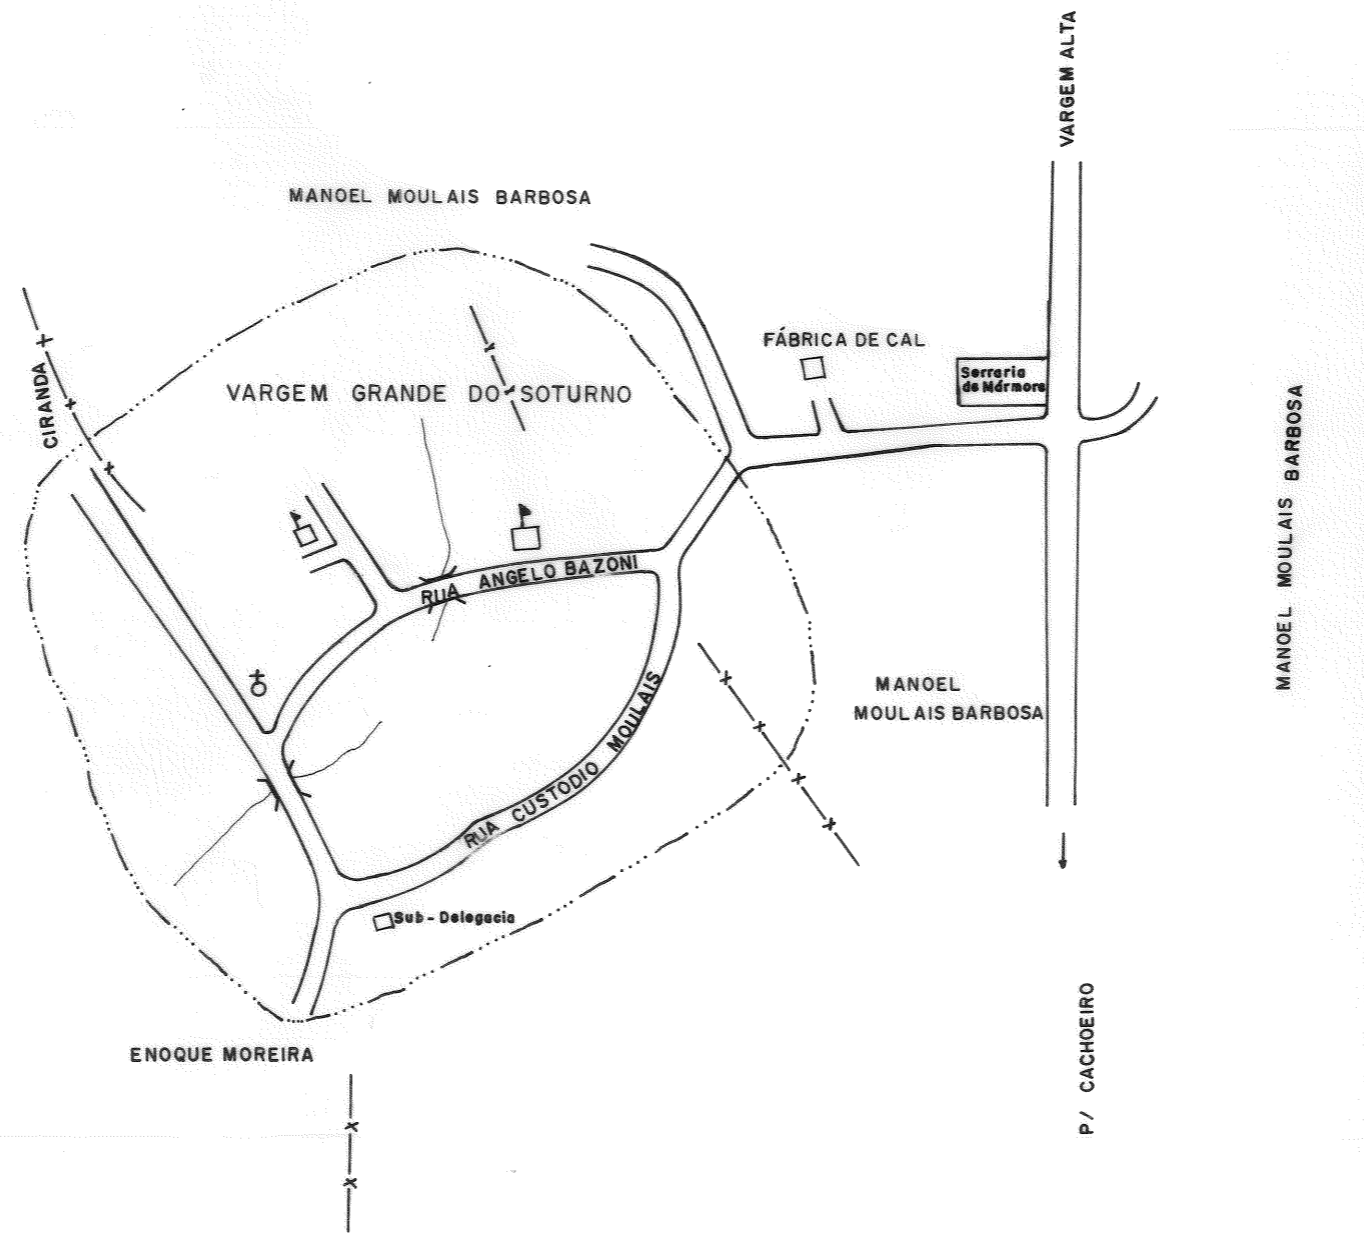 VARGEM ALTA
MANOEL MOULAIS BARBOSA
FÁBRICA DE CAL
Serraria
de Mármore
CIRANDA
VARGEM GRANDE DO SOTURNO
MANOEL MOULAIS BARBOSA
RUA ANGELO BAZONI
MANOEL
MOULAIS BARBOSA
RUA CUSTODIO MOULAIS
Sub-Delegacia
ENOQUE MOREIRA
P/ CACHOEIRO